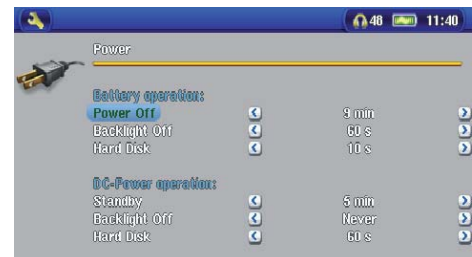 46 11:40
Power
Battery operation:
Power Off 9 min
Backlight Off 60 s
Hard Disk 10 s
DC-Power operation:
Standby 5 min
Backlight Off Never
Hard Disk 60 s